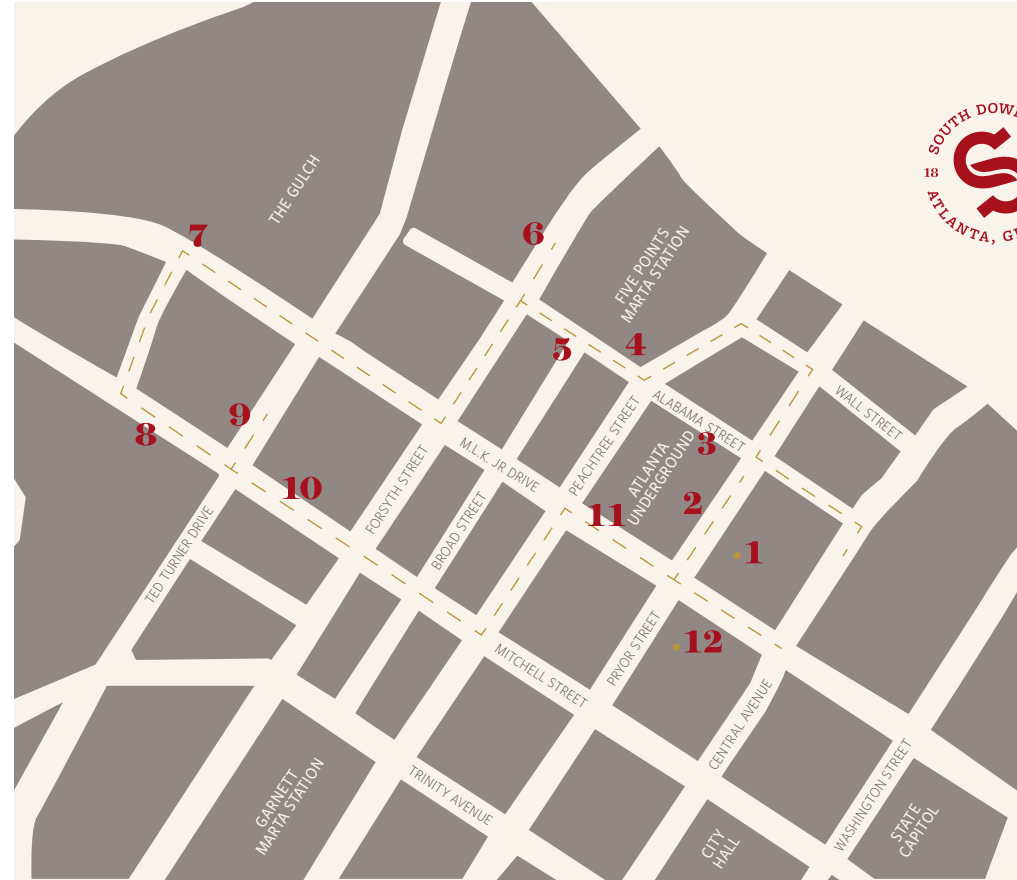 SOUTH DOWN
18
ATLANTA, G
THE GULCH
7
6
FIVE POINTS
MARTA STATION
5
4
WALL STREET
ALABAMA STREET
PEACHTREE STREET
3
ATLANTA
UNDERGROUND
2
1
9
8
10
FORSYTH STREET
M.L.K. JR DRIVE
BROAD STREET
11
12
TED TURNER DRIVE
MITCHELL STREET
PRYOR STREET
CENTRAL AVENUE
WASHINGTON STREET
TRINITY AVENUE
GARNETT
MARTA STATION
CITY
HALL
STATE
CAPITOL